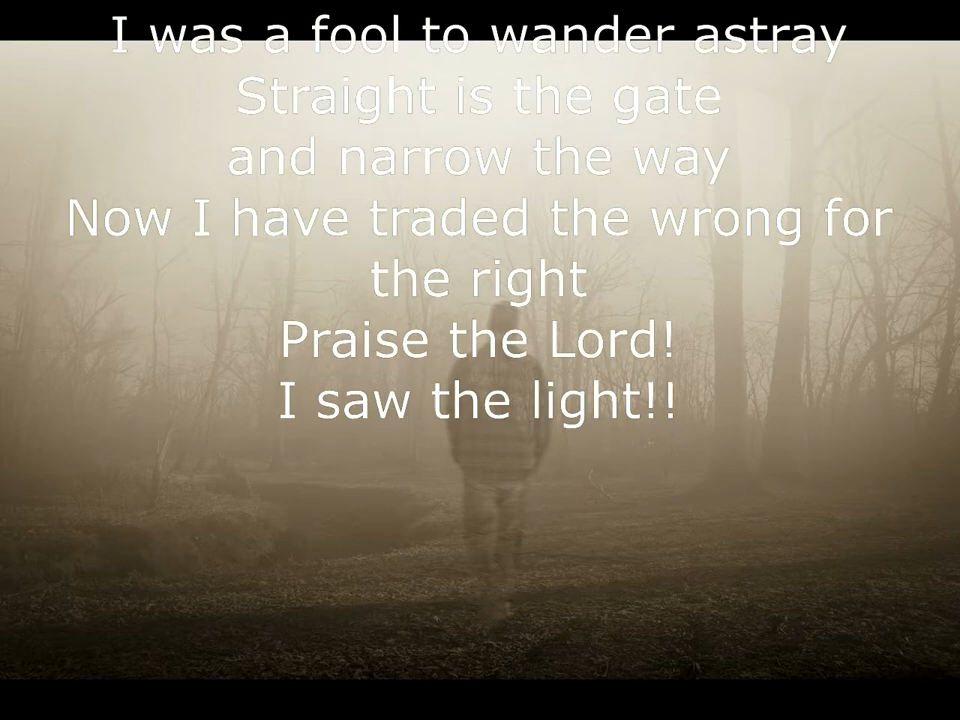 I was a fool to wander astray
Straight is the gate
and narrow the way
Now I have traded the wrong for
the right
Praise the Lord!
I saw the light!!